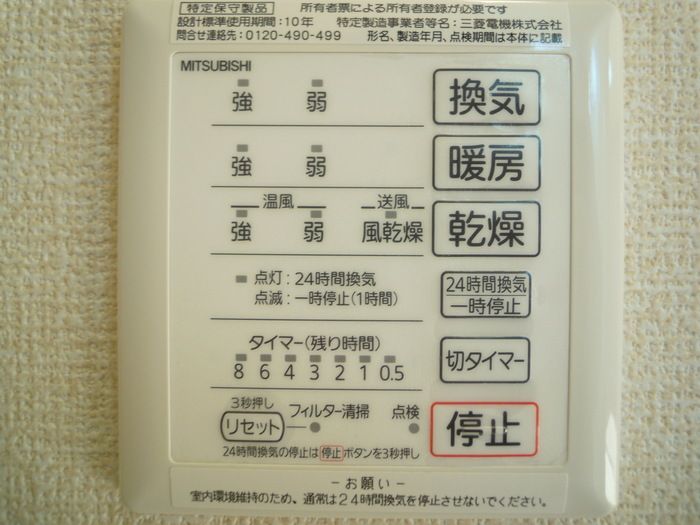 特定保守製品 所有者票による所有者登録が必要です
設計標準使用期間:10年 特定製造事業者等名:三菱電機株式会社
問合せ連絡先:0120-490-499 形名、製造年月、点検期間は本体に記載
MITSUBISHI
強 弱 換気
強 弱 暖房
温風 送風
強 弱 風乾燥 乾燥
点灯:24時間換気 24時間換気
点滅:一時停止(1時間) 一時停止
タイマー(残り時間) 切タイマー
8 6 4 3 2 1 0.5
3秒押し
リセット フィルター清掃 点検 停止
24時間換気の停止は停止ボタンを3秒押し
-お願い-
室内環境維持のため、通常は24時間換気を停止させないでください。